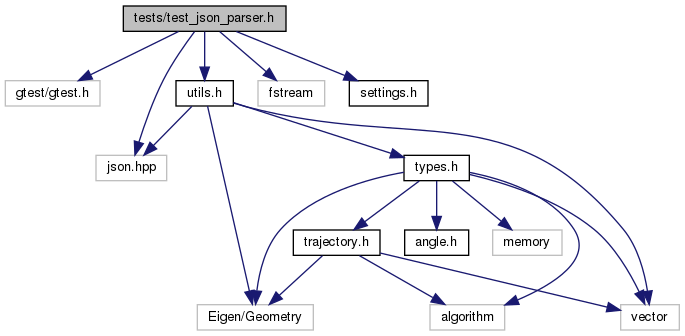 tests/test_json_parser.h
gtest/gtest.h
utils.h
fstream
settings.h
json.hpp
types.h
trajectory.h
angle.h
memory
Eigen/Geometry
algorithm
vector